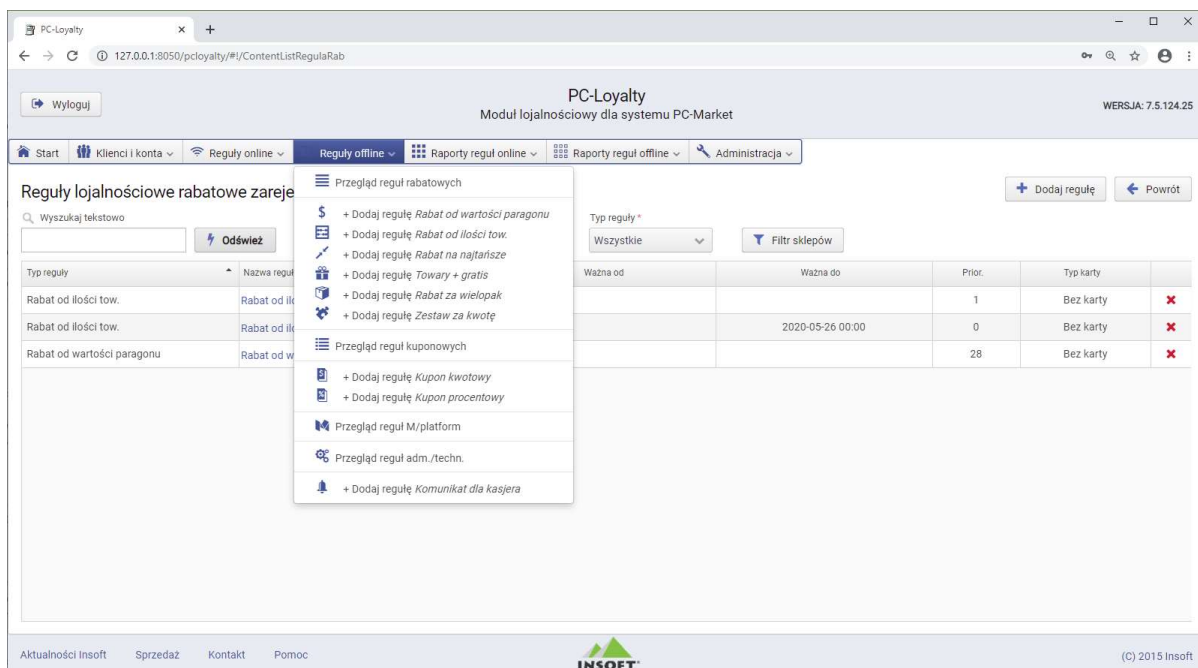 PC-Loyalty
127.0.0.1:8050/pcloyalty/#!/ContentListRegulaRab
PC-Loyalty
Wyloguj
Moduł lojalnościowy dla systemu PC-Market
WERSJA: 7.5.124.25
Start Klienci i konta Reguły online Reguły offline Raporty reguł online Raporty reguł offline Administracja
Reguły lojalnościowe rabatowe zareje
Dodaj regułę Powrót
Wyszukaj tekstowo
Typ reguły *
Odśwież
Wszystkie
Filtr sklepów
Typ reguły Nazwa reguł Ważna od Ważna do Prior. Typ karty
Rabat od ilości tow. Rabat od ilo 1 Bez karty
Rabat od ilości tow. Rabat od ilo 2020-05-26 00:00 0 Bez karty
Rabat od wartości paragonu Rabat od w 28 Bez karty
Przegląd reguł rabatowych
+ Dodaj regułę Rabat od wartości paragonu
+ Dodaj regułę Rabat od ilości tow.
+ Dodaj regułę Rabat na najtańsze
+ Dodaj regułę Towary + gratis
+ Dodaj regułę Rabat za wielopak
+ Dodaj regułę Zestaw za kwotę
Przegląd reguł kuponowych
+ Dodaj regułę Kupon kwotowy
+ Dodaj regułę Kupon procentowy
Przegląd reguł M/platform
Przegląd reguł adm./techn.
+ Dodaj regułę Komunikat dla kasjera
Aktualności Insoft Sprzedaż Kontakt Pomoc
INSOFT
(C) 2015 Insoft